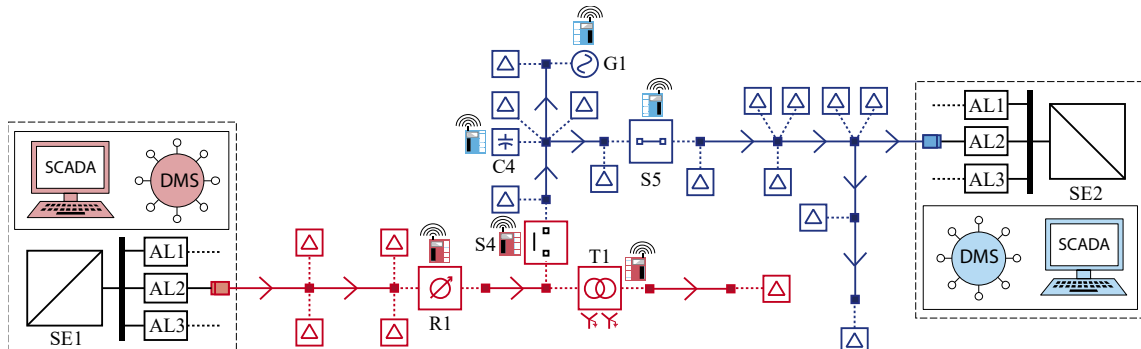 G1
SCADA
DMS
C4
S5
AL1
AL2
AL3
SE2
AL1
AL2
AL3
SE1
R1
S4
T1
DMS
SCADA